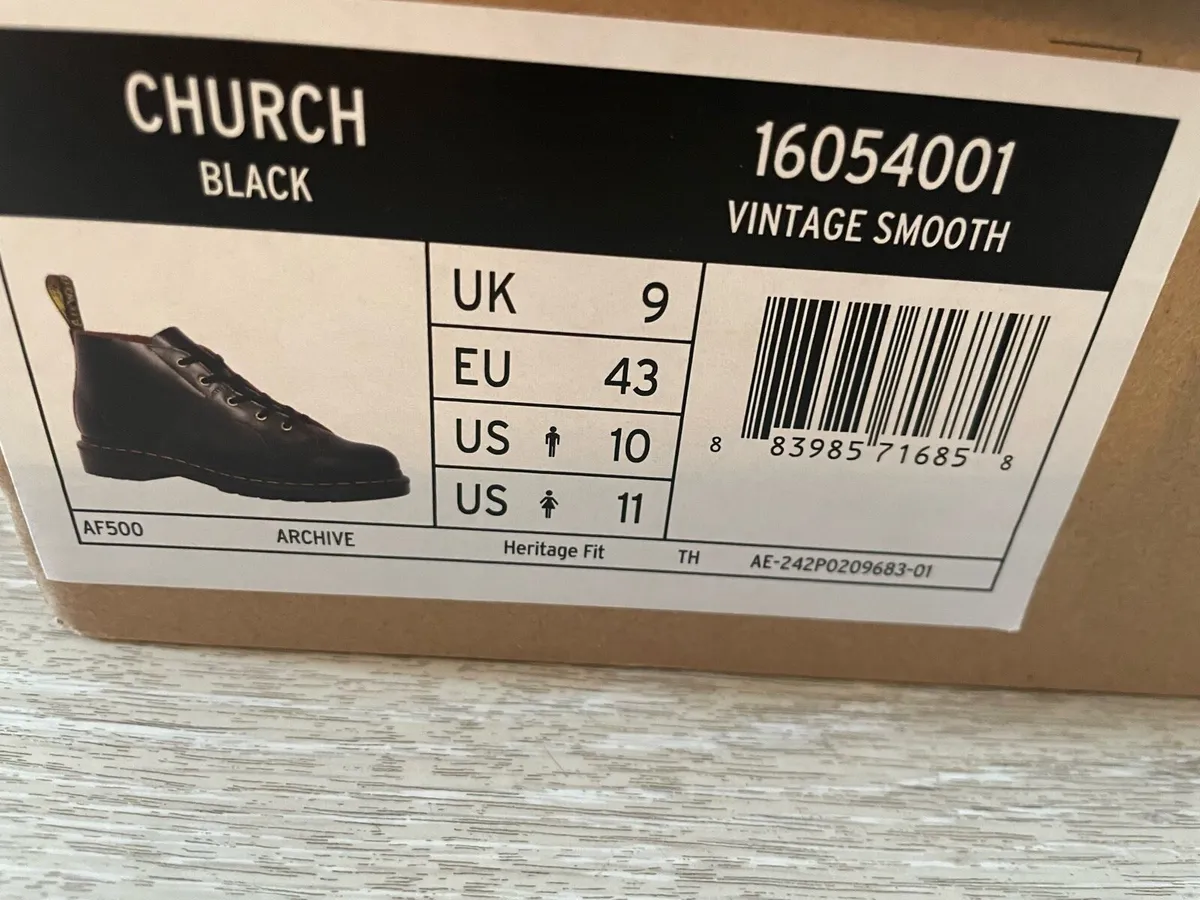 CHURCH
BLACK
16054001
VINTAGE SMOOTH
UK 9
EU 43
US 10
US 11
8 83985 71685 8
AF500 ARCHIVE Heritage Fit TH AE-242P0209683-01